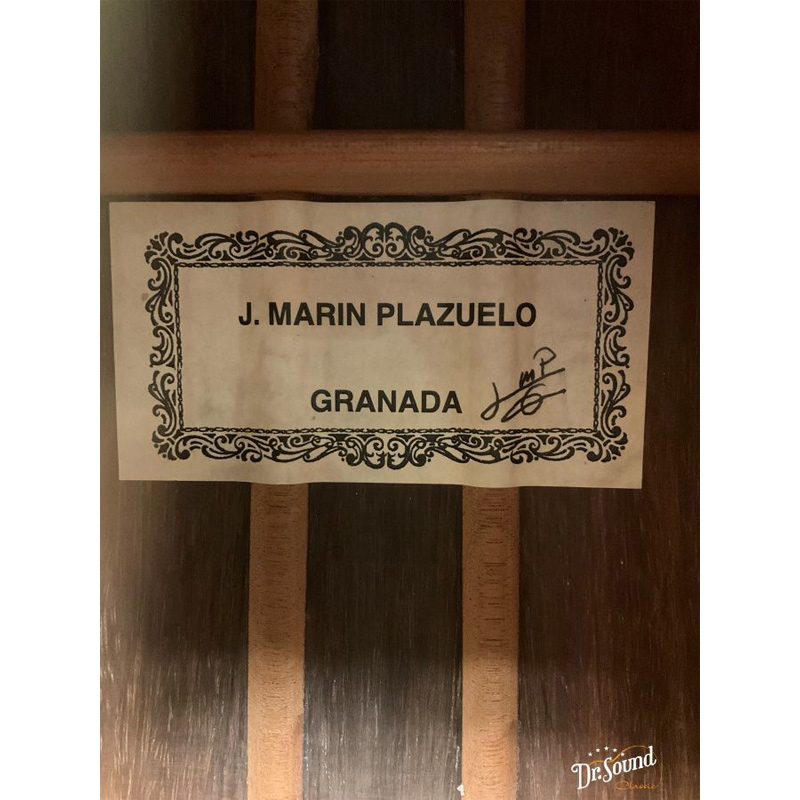 J. MARIN PLAZUELO
GRANADA
Dr. Sound